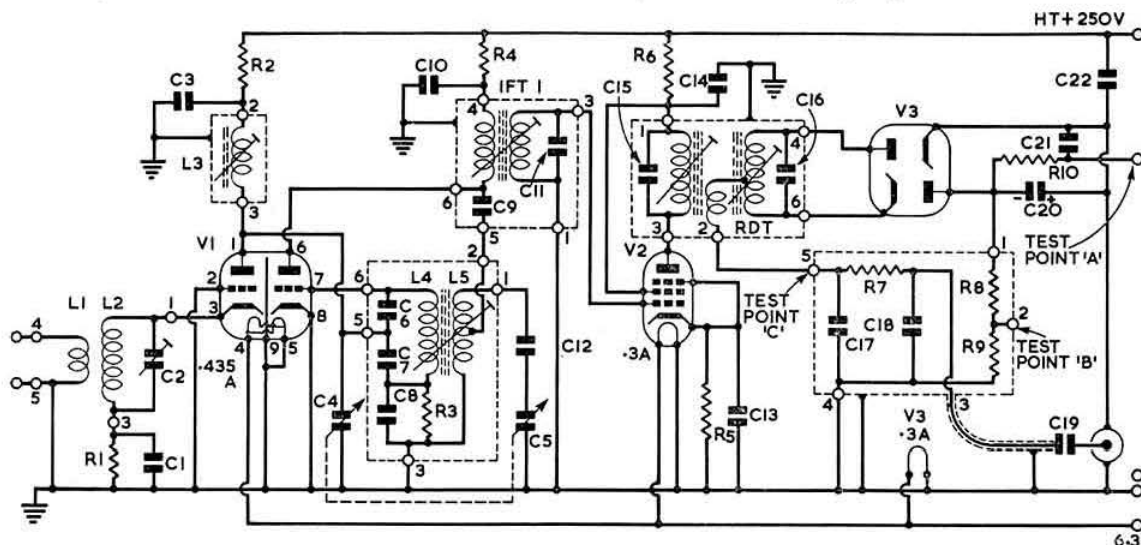 HT+250V
R2
R4
R6
C3
C10
IFT 1
C14
C15
C16
V3
C22
2
4
3
1
4
C21
R10
L3
C11
C20
- +
3
6
C9
5
1
3
2
6
RDT
TEST
POINT 'A'
V1
1
6
2
V2
1
L1
L2
1
2
3
7
8
6
L4
L5
1
5
R7
R8
TEST
POINT
'C'
C17
C18
R9
2
TEST
POINT 'B'
4
5
C2
3
4
9
5
.435
A
5
C
6
C
7
C8
R3
C12
.3A
C4
C5
R5
C13
4
3
V3
.3A
C19
R1
C1
3
6.3